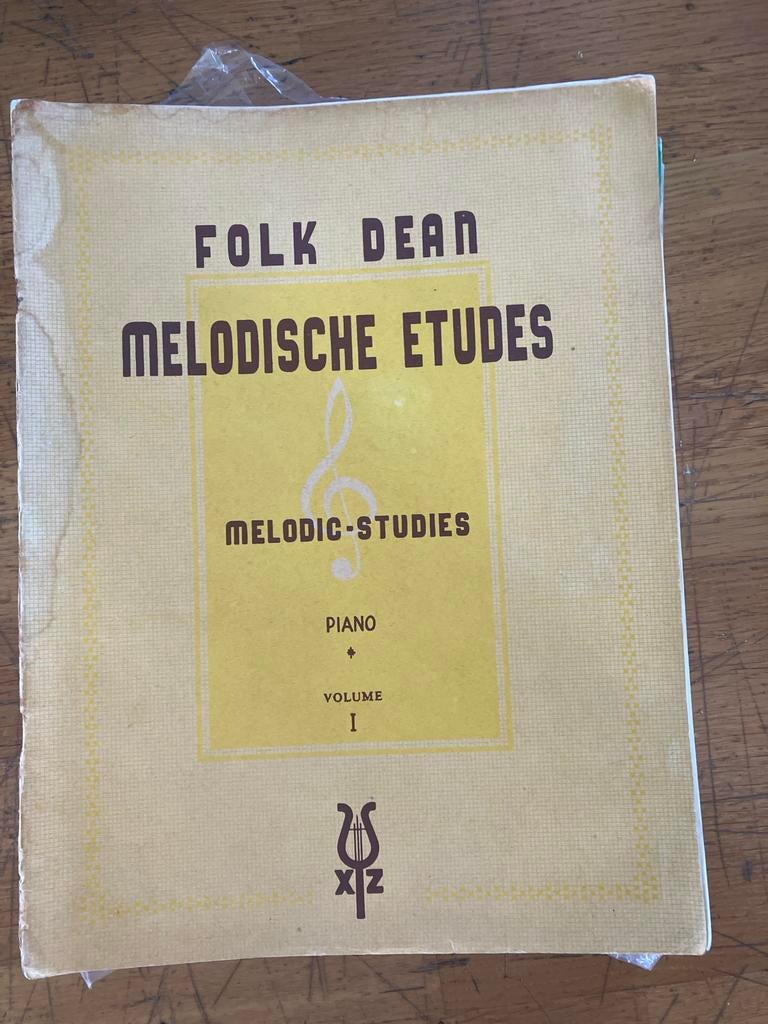 FOLK DEAN
MELODISCHE ETUDES
MELODIC-STUDIES
PIANO
VOLUME
I
XYZ